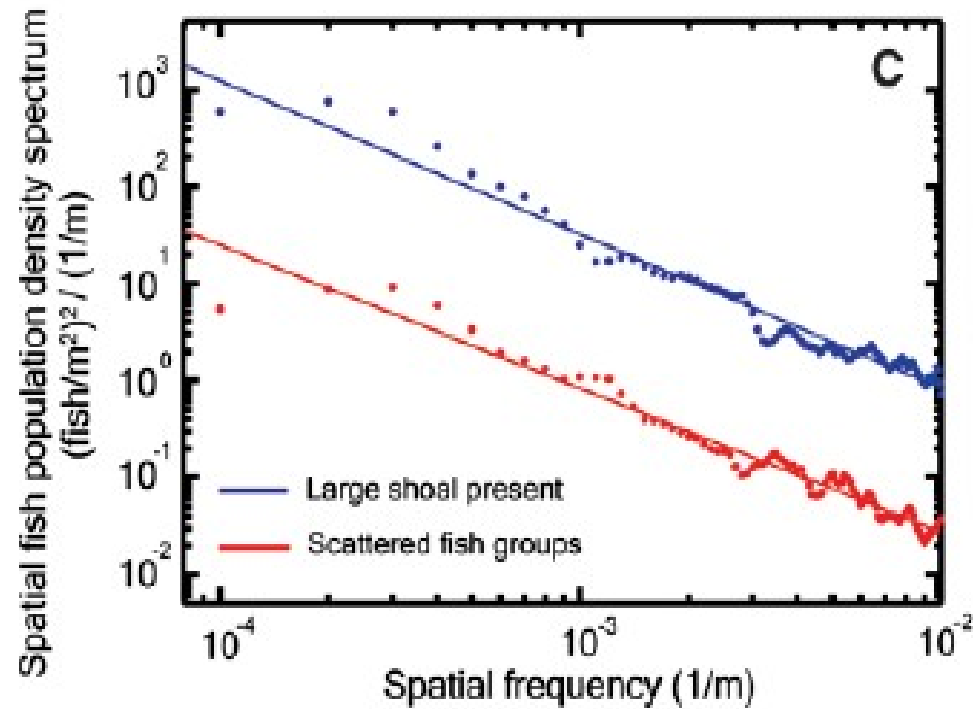 Spatial fish population density spectrum
(fish/m²)² / (1/m)
C
10³
10²
10¹
10⁰
10⁻¹
10⁻²
Large shoal present
Scattered fish groups
10⁻⁴
10⁻³
10⁻²
Spatial frequency (1/m)